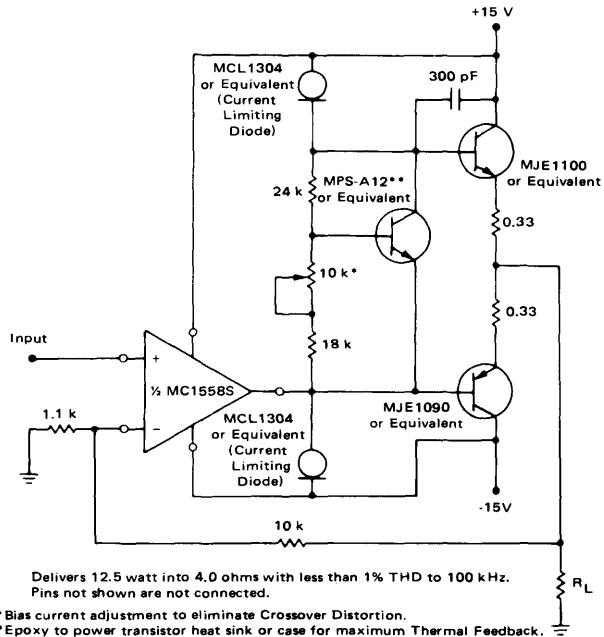 +15 V
MCL1304
or Equivalent
(Current
Limiting
Diode)
300 pF
MJE1100
or Equivalent
24 k
MPS-A12**
or Equivalent
0.33
10 k*
0.33
Input
18 k
+
½ MC1558S
MJE1090
or Equivalent
1.1 k
–
MCL1304
or Equivalent
(Current
Limiting
Diode)
-15V
10 k
Delivers 12.5 watt into 4.0 ohms with less than 1% THD to 100 kHz.
Pins not shown are not connected.
RL
*Bias current adjustment to eliminate Crossover Distortion.
*Epoxy to power transistor heat sink or case for maximum Thermal Feedback.